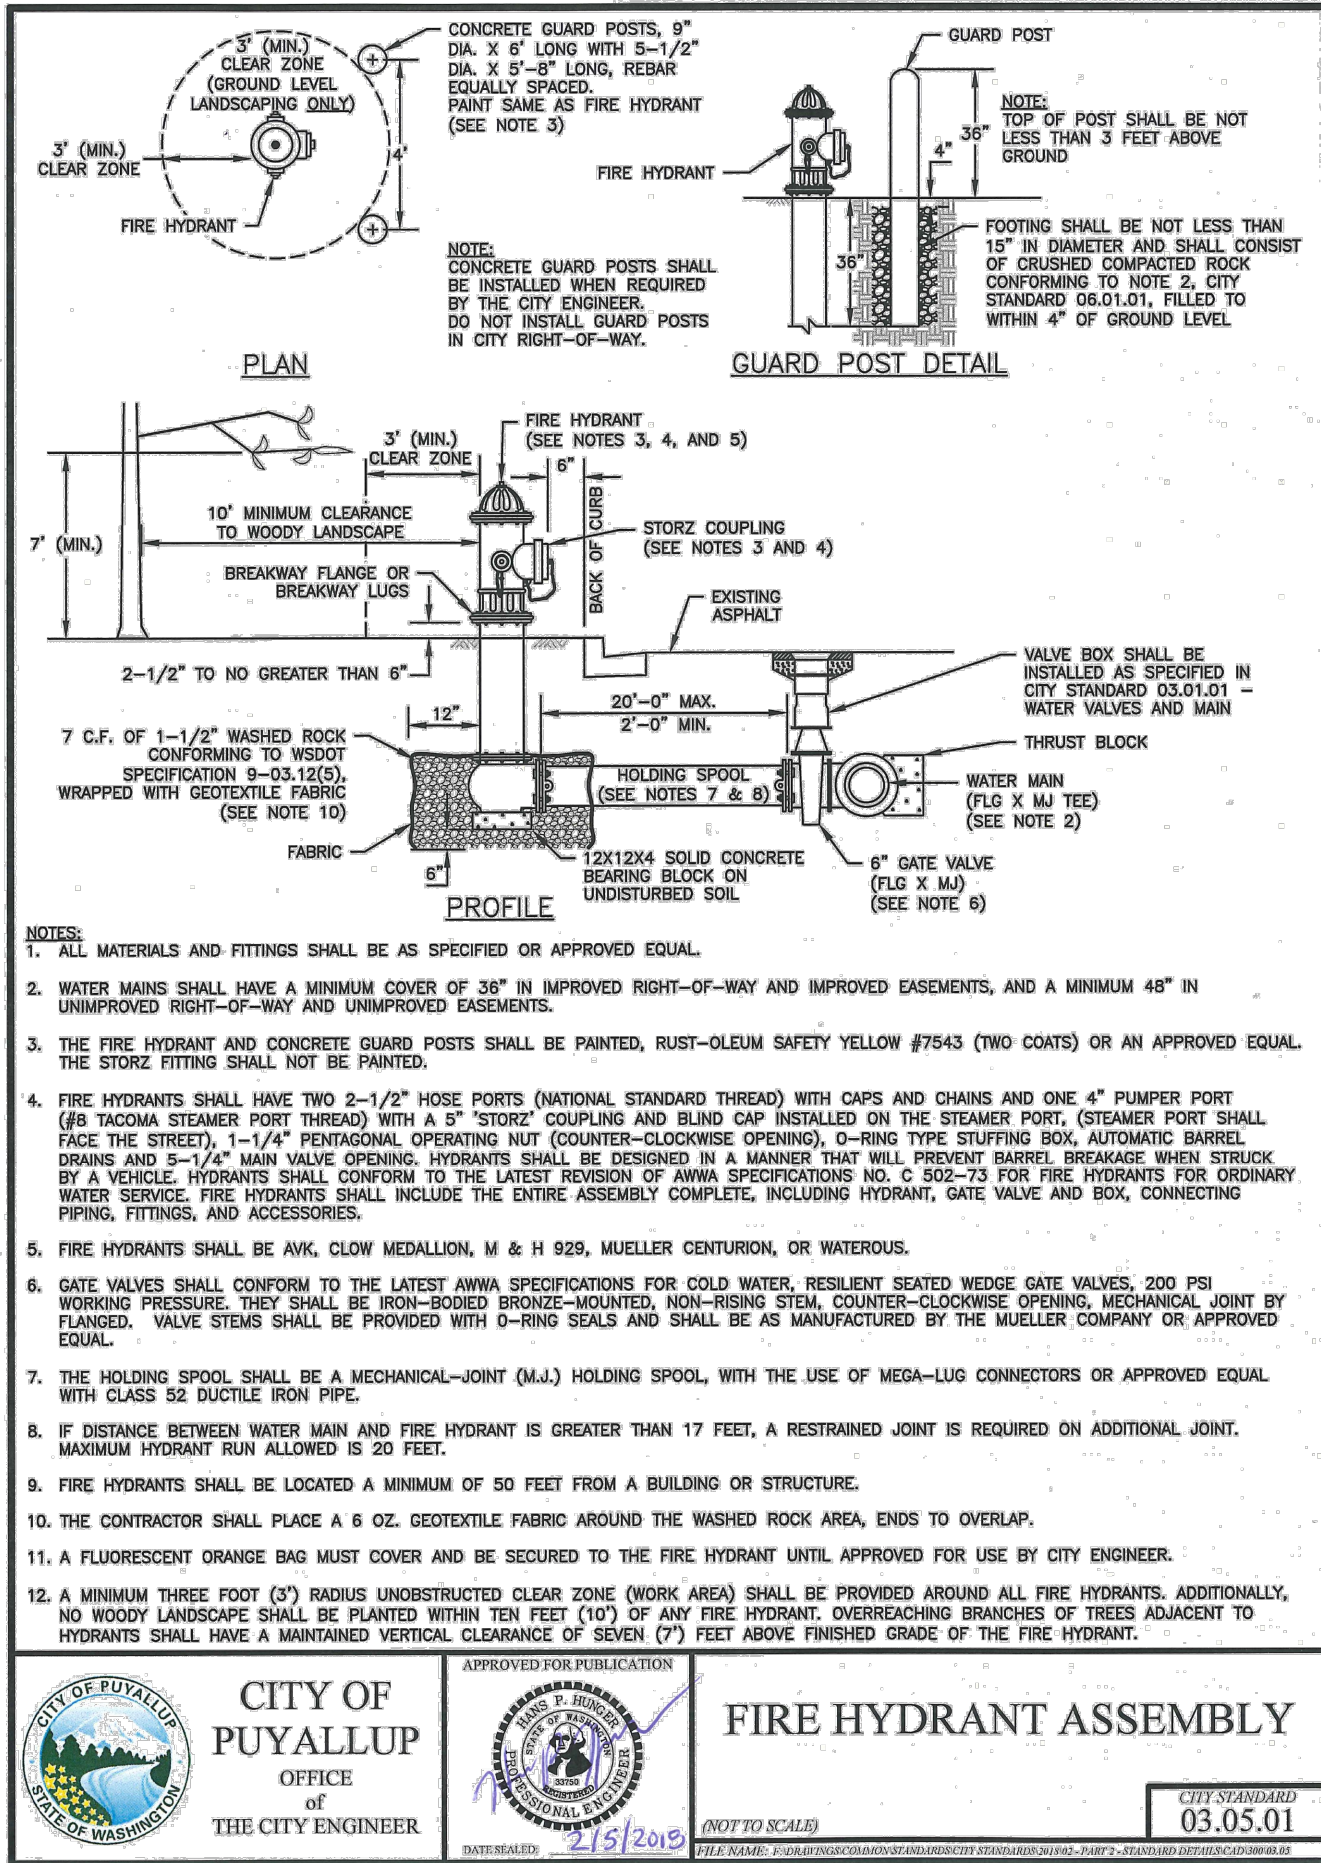 3' (MIN.)
CLEAR ZONE
(GROUND LEVEL
LANDSCAPING ONLY)
3' (MIN.)
CLEAR ZONE
FIRE HYDRANT
4'
CONCRETE GUARD POSTS, 9"
DIA. X 6' LONG WITH 5-1/2"
DIA. X 5'-8" LONG, REBAR
EQUALLY SPACED.
PAINT SAME AS FIRE HYDRANT
(SEE NOTE 3)
NOTE:
CONCRETE GUARD POSTS SHALL
BE INSTALLED WHEN REQUIRED
BY THE CITY ENGINEER.
DO NOT INSTALL GUARD POSTS
IN CITY RIGHT-OF-WAY.
PLAN
GUARD POST
FIRE HYDRANT
36"
4"
36"
NOTE:
TOP OF POST SHALL BE NOT
LESS THAN 3 FEET ABOVE
GROUND
FOOTING SHALL BE NOT LESS THAN
15" IN DIAMETER AND SHALL CONSIST
OF CRUSHED COMPACTED ROCK
CONFORMING TO NOTE 2, CITY
STANDARD 06.01.01, FILLED TO
WITHIN 4" OF GROUND LEVEL
GUARD POST DETAIL
FIRE HYDRANT
(SEE NOTES 3, 4, AND 5)
3' (MIN.)
CLEAR ZONE
6"
10' MINIMUM CLEARANCE
TO WOODY LANDSCAPE
7' (MIN.)
BACK OF CURB
STORZ COUPLING
(SEE NOTES 3 AND 4)
BREAKWAY FLANGE OR
BREAKWAY LUGS
EXISTING
ASPHALT
2-1/2" TO NO GREATER THAN 6"
VALVE BOX SHALL BE
INSTALLED AS SPECIFIED IN
CITY STANDARD 03.01.01 -
WATER VALVES AND MAIN
12"
20'-0" MAX.
2'-0" MIN.
7 C.F. OF 1-1/2" WASHED ROCK
CONFORMING TO WSDOT
SPECIFICATION 9-03.12(5),
WRAPPED WITH GEOTEXTILE FABRIC
(SEE NOTE 10)
THRUST BLOCK
HOLDING SPOOL
(SEE NOTES 7 & 8)
WATER MAIN
(FLG X MJ TEE)
(SEE NOTE 2)
FABRIC
6"
12X12X4 SOLID CONCRETE
BEARING BLOCK ON
UNDISTURBED SOIL
6" GATE VALVE
(FLG X MJ)
(SEE NOTE 6)
PROFILE
NOTES:
1. ALL MATERIALS AND FITTINGS SHALL BE AS SPECIFIED OR APPROVED EQUAL.
2. WATER MAINS SHALL HAVE A MINIMUM COVER OF 36" IN IMPROVED RIGHT-OF-WAY AND IMPROVED EASEMENTS, AND A MINIMUM 48" IN
UNIMPROVED RIGHT-OF-WAY AND UNIMPROVED EASEMENTS.
3. THE FIRE HYDRANT AND CONCRETE GUARD POSTS SHALL BE PAINTED, RUST-OLEUM SAFETY YELLOW #7543 (TWO COATS) OR AN APPROVED EQUAL.
THE STORZ FITTING SHALL NOT BE PAINTED.
4. FIRE HYDRANTS SHALL HAVE TWO 2-1/2" HOSE PORTS (NATIONAL STANDARD THREAD) WITH CAPS AND CHAINS AND ONE 4" PUMPER PORT
(#8 TACOMA STEAMER PORT THREAD) WITH A 5" 'STORZ' COUPLING AND BLIND CAP INSTALLED ON THE STEAMER PORT, (STEAMER PORT SHALL
FACE THE STREET), 1-1/4" PENTAGONAL OPERATING NUT (COUNTER-CLOCKWISE OPENING), O-RING TYPE STUFFING BOX, AUTOMATIC BARREL
DRAINS AND 5-1/4" MAIN VALVE OPENING. HYDRANTS SHALL BE DESIGNED IN A MANNER THAT WILL PREVENT BARREL BREAKAGE WHEN STRUCK
BY A VEHICLE. HYDRANTS SHALL CONFORM TO THE LATEST REVISION OF AWWA SPECIFICATIONS NO. C 502-73 FOR FIRE HYDRANTS FOR ORDINARY
WATER SERVICE. FIRE HYDRANTS SHALL INCLUDE THE ENTIRE ASSEMBLY COMPLETE, INCLUDING HYDRANT, GATE VALVE AND BOX, CONNECTING
PIPING, FITTINGS, AND ACCESSORIES.
5. FIRE HYDRANTS SHALL BE AVK, CLOW MEDALLION, M & H 929, MUELLER CENTURION, OR WATEROUS.
6. GATE VALVES SHALL CONFORM TO THE LATEST AWWA SPECIFICATIONS FOR COLD WATER, RESILIENT SEATED WEDGE GATE VALVES, 200 PSI
WORKING PRESSURE. THEY SHALL BE IRON-BODIED BRONZE-MOUNTED, NON-RISING STEM, COUNTER-CLOCKWISE OPENING, MECHANICAL JOINT BY
FLANGED. VALVE STEMS SHALL BE PROVIDED WITH O-RING SEALS AND SHALL BE AS MANUFACTURED BY THE MUELLER COMPANY OR APPROVED
EQUAL.
7. THE HOLDING SPOOL SHALL BE A MECHANICAL-JOINT (M.J.) HOLDING SPOOL, WITH THE USE OF MEGA-LUG CONNECTORS OR APPROVED EQUAL
WITH CLASS 52 DUCTILE IRON PIPE.
8. IF DISTANCE BETWEEN WATER MAIN AND FIRE HYDRANT IS GREATER THAN 17 FEET, A RESTRAINED JOINT IS REQUIRED ON ADDITIONAL JOINT.
MAXIMUM HYDRANT RUN ALLOWED IS 20 FEET.
9. FIRE HYDRANTS SHALL BE LOCATED A MINIMUM OF 50 FEET FROM A BUILDING OR STRUCTURE.
10. THE CONTRACTOR SHALL PLACE A 6 OZ. GEOTEXTILE FABRIC AROUND THE WASHED ROCK AREA, ENDS TO OVERLAP.
11. A FLUORESCENT ORANGE BAG MUST COVER AND BE SECURED TO THE FIRE HYDRANT UNTIL APPROVED FOR USE BY CITY ENGINEER.
12. A MINIMUM THREE FOOT (3') RADIUS UNOBSTRUCTED CLEAR ZONE (WORK AREA) SHALL BE PROVIDED AROUND ALL FIRE HYDRANTS. ADDITIONALLY,
NO WOODY LANDSCAPE SHALL BE PLANTED WITHIN TEN FEET (10') OF ANY FIRE HYDRANT. OVERREACHING BRANCHES OF TREES ADJACENT TO
HYDRANTS SHALL HAVE A MAINTAINED VERTICAL CLEARANCE OF SEVEN (7') FEET ABOVE FINISHED GRADE OF THE FIRE HYDRANT.
CITY OF PUYALLUP
STATE OF WASHINGTON
CITY OF
PUYALLUP
OFFICE
of
THE CITY ENGINEER
APPROVED FOR PUBLICATION
HANS P. HUNGER
STATE OF WASHINGTON
33750
REGISTERED
PROFESSIONAL ENGINEER
DATE SEALED: 2/5/2018
FIRE HYDRANT ASSEMBLY
(NOT TO SCALE)
CITY STANDARD
03.05.01
FILE NAME: F:\DRAWINGS\COMMON\STANDARDS\CITY STANDARDS\2018\02 - PART 2 - STANDARD DETAILS\CAD\300\03.05